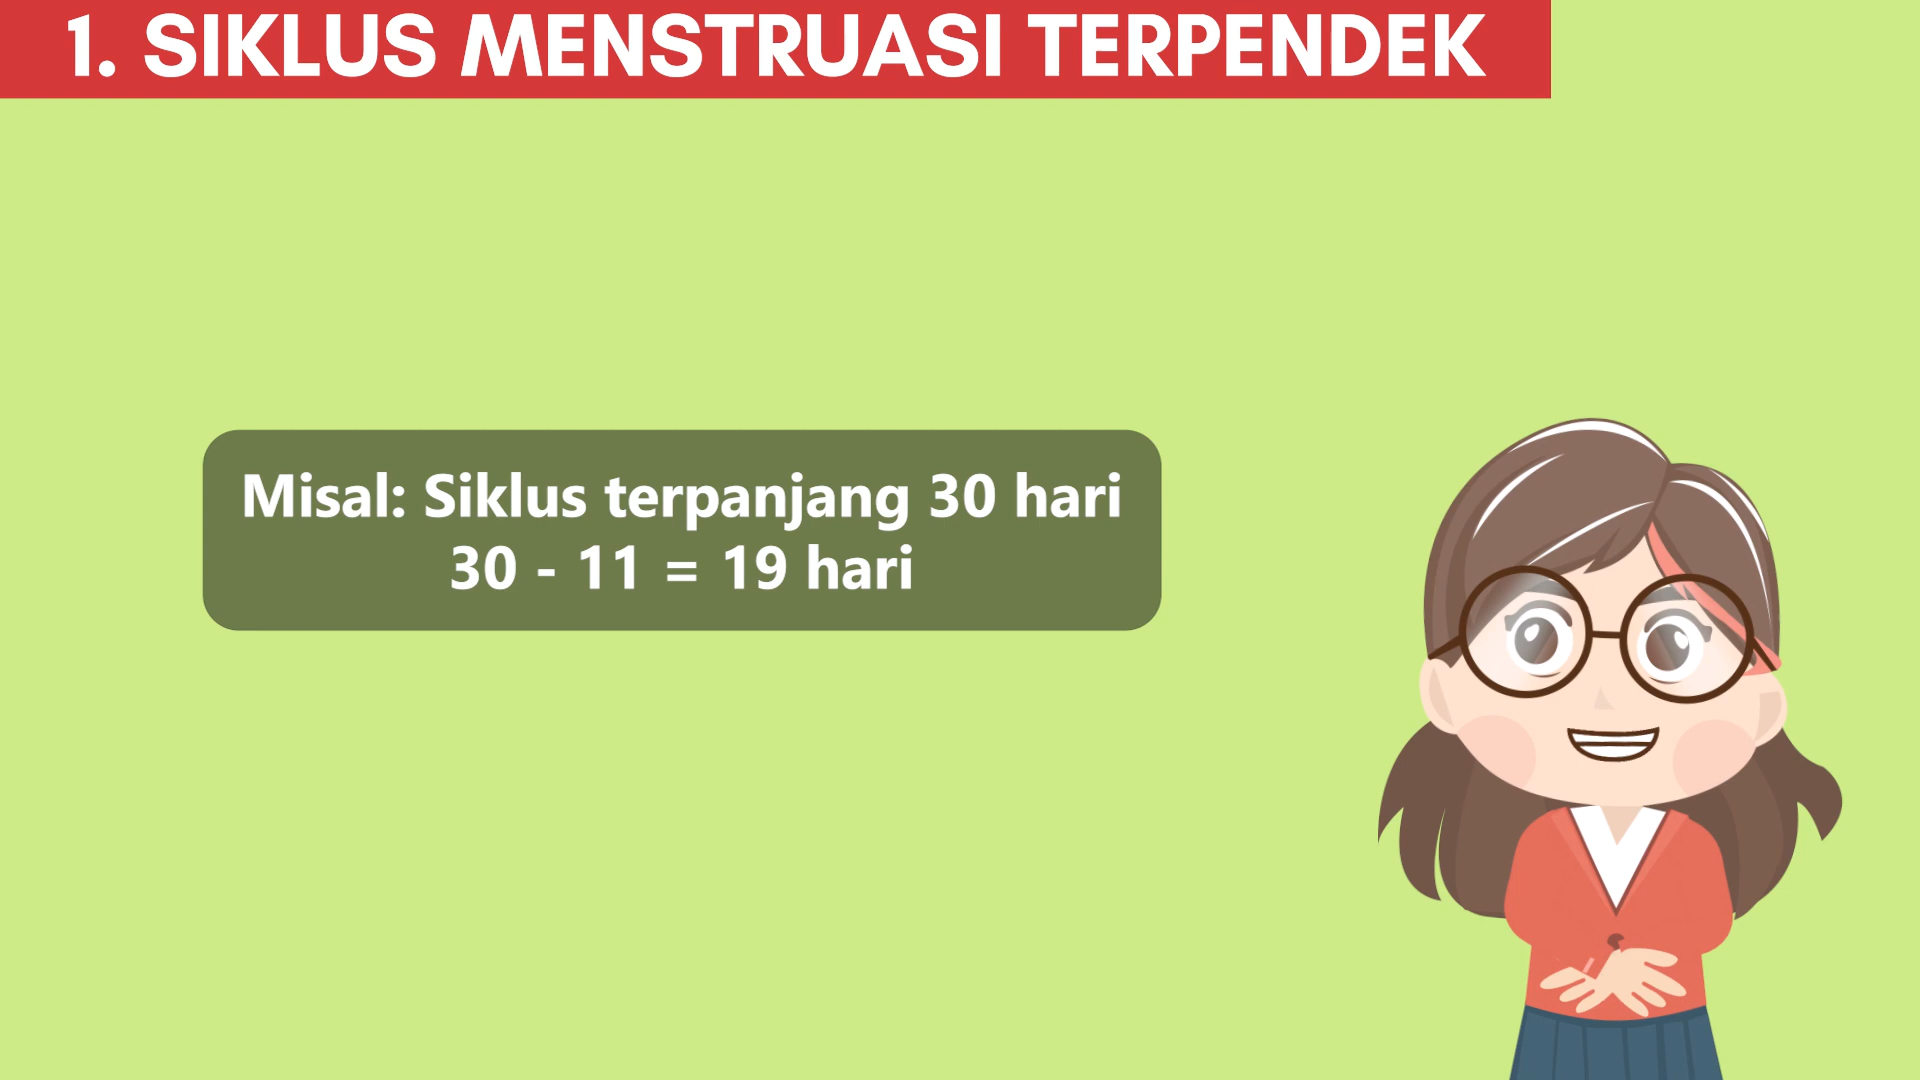 1. SIKLUS MENSTRUASI TERPENDEK
Misal: Siklus terpanjang 30 hari
30 - 11 = 19 hari